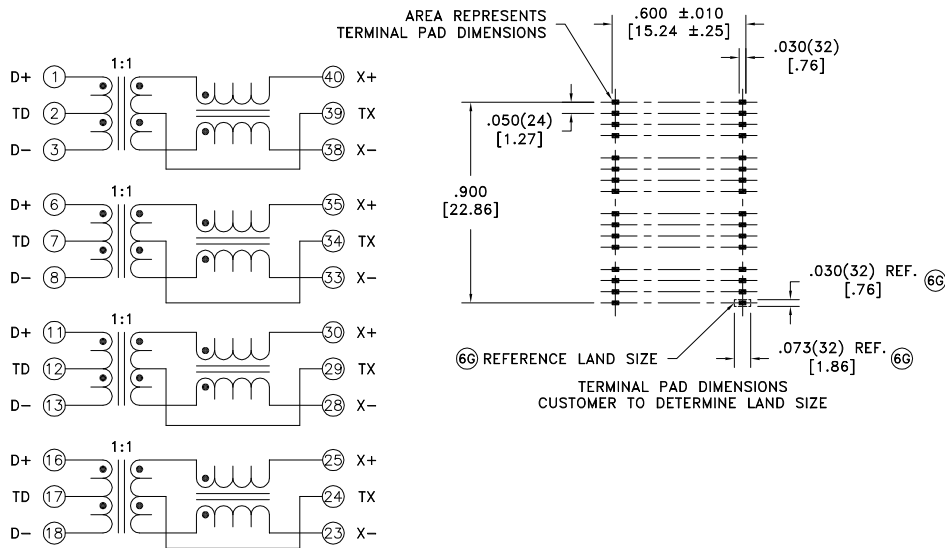 1:1
D+ 1 40 X+
TD 2 39 TX
D- 3 38 X-
1:1
D+ 6 35 X+
TD 7 34 TX
D- 8 33 X-
1:1
D+ 11 30 X+
TD 12 29 TX
D- 13 28 X-
1:1
D+ 16 25 X+
TD 17 24 TX
D- 18 23 X-
AREA REPRESENTS
TERMINAL PAD DIMENSIONS
.600 ±.010
[15.24 ±.25]
.030(32)
[.76]
.050(24)
[1.27]
.900
[22.86]
.030(32) REF. 6G
[.76]
6G REFERENCE LAND SIZE
.073(32) REF. 6G
[1.86]
TERMINAL PAD DIMENSIONS
CUSTOMER TO DETERMINE LAND SIZE